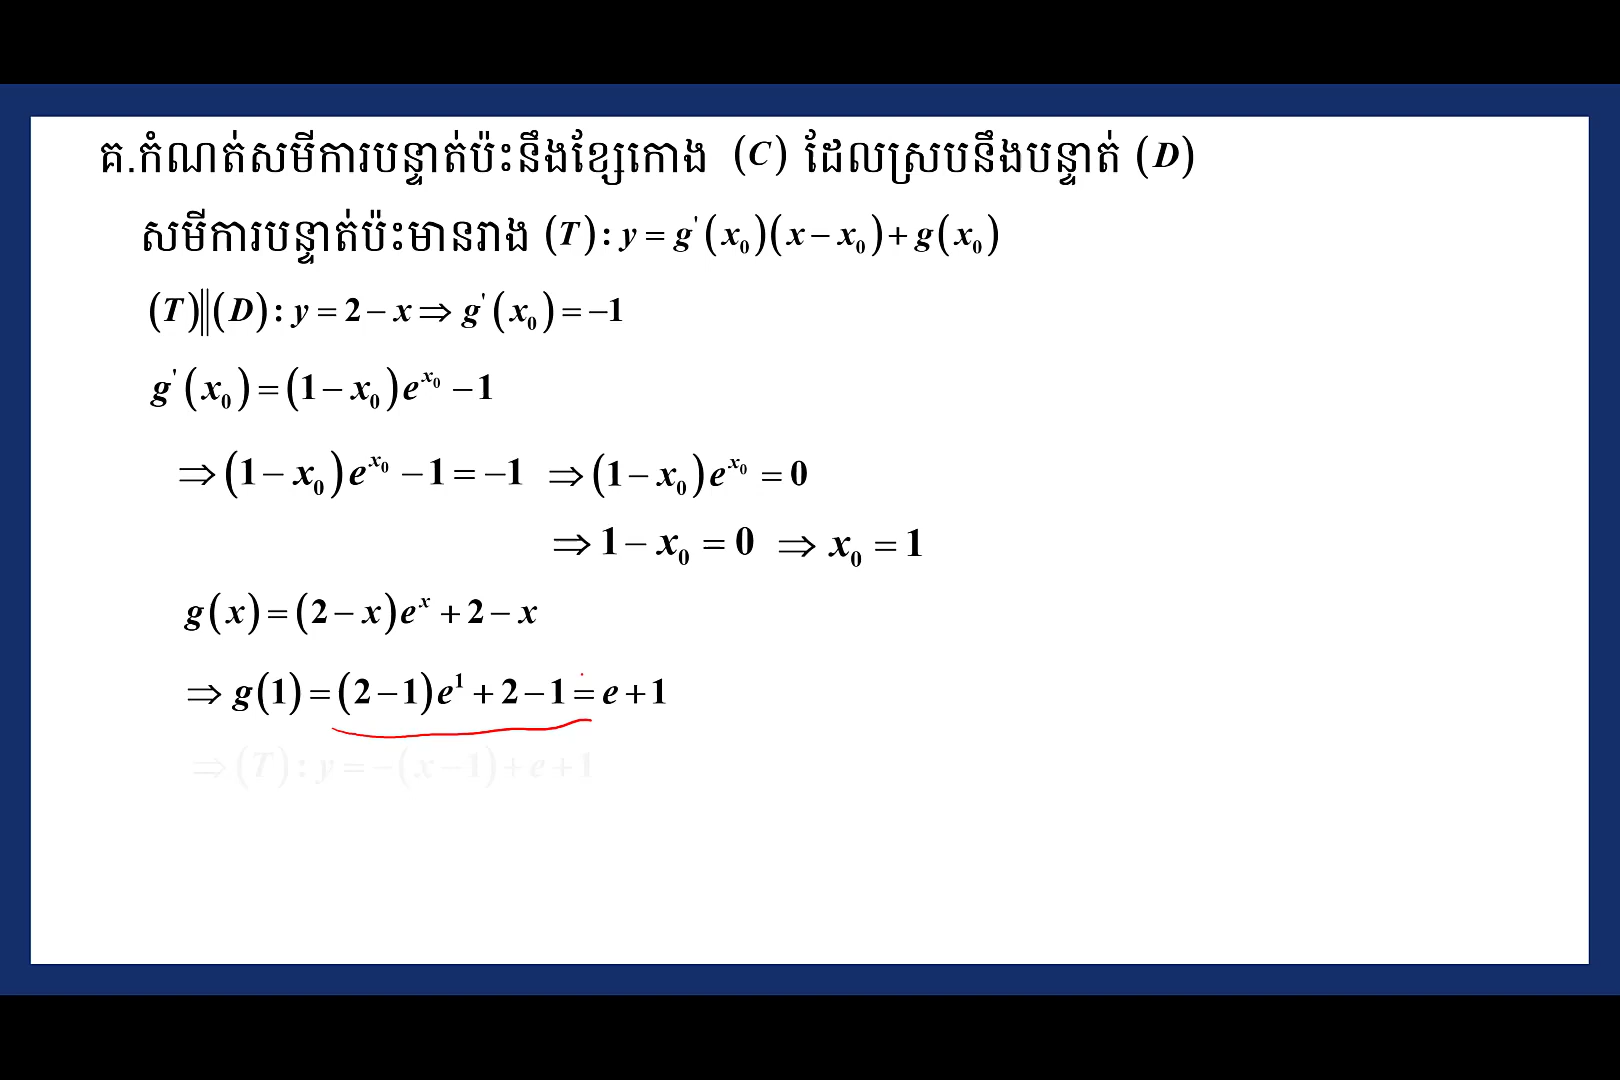 គ.កំណត់សមីការបន្ទាត់ប៉ះនឹងខ្សែកោង (C) ដែលស្របនឹងបន្ទាត់ (D)
សមីការបន្ទាត់ប៉ះមានរាង (T): y = g'(x₀)(x − x₀) + g(x₀)
(T)∥(D): y = 2 − x ⇒ g'(x₀) = −1
g'(x₀) = (1 − x₀)e^{x₀} − 1
⇒ (1 − x₀)e^{x₀} − 1 = −1 ⇒ (1 − x₀)e^{x₀} = 0
⇒ 1 − x₀ = 0 ⇒ x₀ = 1
g(x) = (2 − x)eˣ + 2 − x
⇒ g(1) = (2 − 1)e¹ + 2 − 1 = e + 1
⇒ (T): y = −(x − 1) + e + 1